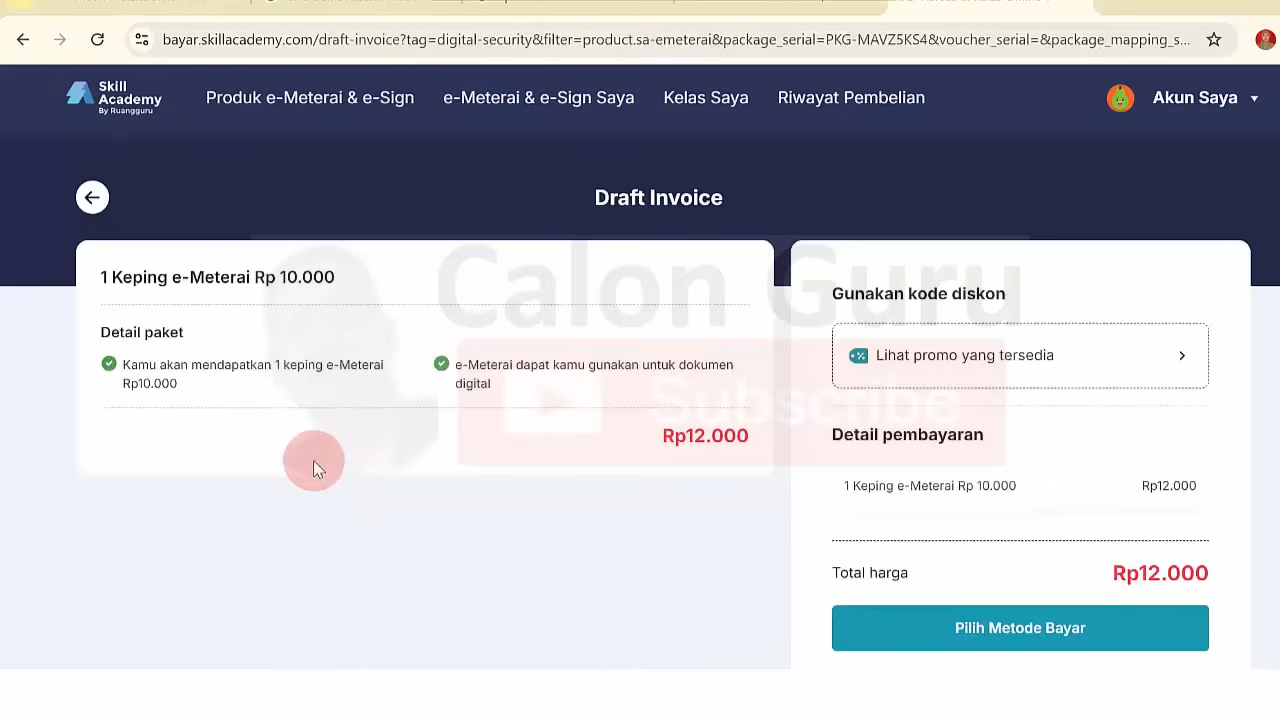 bayar.skillacademy.com/draft-invoice?tag=digital-security&filter=product.sa-emeterai&package_serial=PKG-MAVZ5KS4&voucher_serial=&package_mapping_s...
Skill
Academy
By Ruangguru
Produk e-Meterai & e-Sign
e-Meterai & e-Sign Saya
Kelas Saya
Riwayat Pembelian
Akun Saya
Draft Invoice
1 Keping e-Meterai Rp 10.000
Detail paket
Kamu akan mendapatkan 1 keping e-Meterai
Rp10.000
e-Meterai dapat kamu gunakan untuk dokumen
digital
Rp12.000
Calon Guru
Subscribe
Gunakan kode diskon
Lihat promo yang tersedia
Detail pembayaran
1 Keping e-Meterai Rp 10.000
Rp12.000
Total harga
Rp12.000
Pilih Metode Bayar